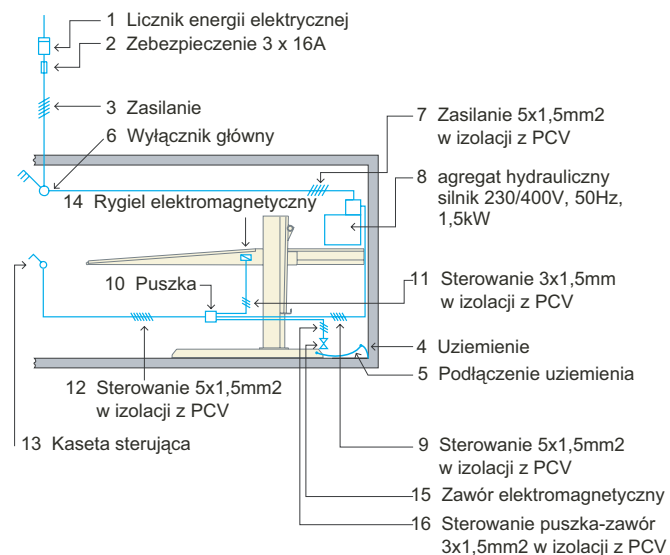 1 Licznik energii elektrycznej
2 Zebezpieczenie 3 x 16A
3 Zasilanie
6 Wyłącznik główny
7 Zasilanie 5x1,5mm2
w izolacji z PCV
8 agregat hydrauliczny
silnik 230/400V, 50Hz,
1,5kW
14 Rygiel elektromagnetyczny
10 Puszka
11 Sterowanie 3x1,5mm
w izolacji z PCV
4 Uziemienie
5 Podłączenie uziemienia
12 Sterowanie 5x1,5mm2
w izolacji z PCV
13 Kaseta sterująca
9 Sterowanie 5x1,5mm2
w izolacji z PCV
15 Zawór elektromagnetyczny
16 Sterowanie puszka-zawór
3x1,5mm2 w izolacji z PCV